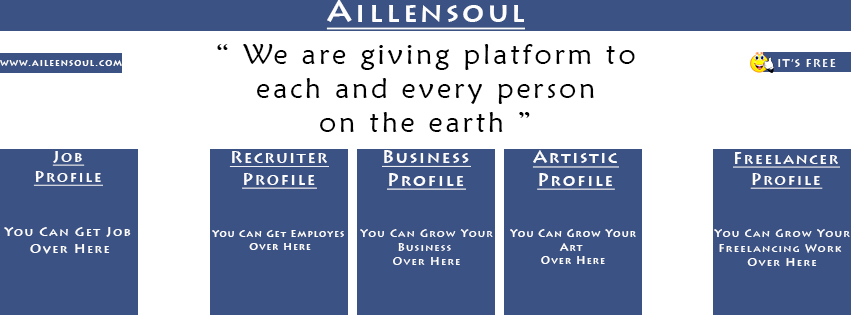 AILLENSOUL
WWW.AILEENSOUL.COM
“ We are giving platform to
each and every person
on the earth ”
IT'S FREE
JOB
PROFILE
YOU CAN GET JOB
OVER HERE
RECRUITER
PROFILE
YOU CAN GET EMPLOYES
OVER HERE
BUSINESS
PROFILE
YOU CAN GROW YOUR
BUSINESS
OVER HERE
ARTISTIC
PROFILE
YOU CAN GROW YOUR
ART
OVER HERE
FREELANCER
PROFILE
YOU CAN GROW YOUR
FREELANCING WORK
OVER HERE